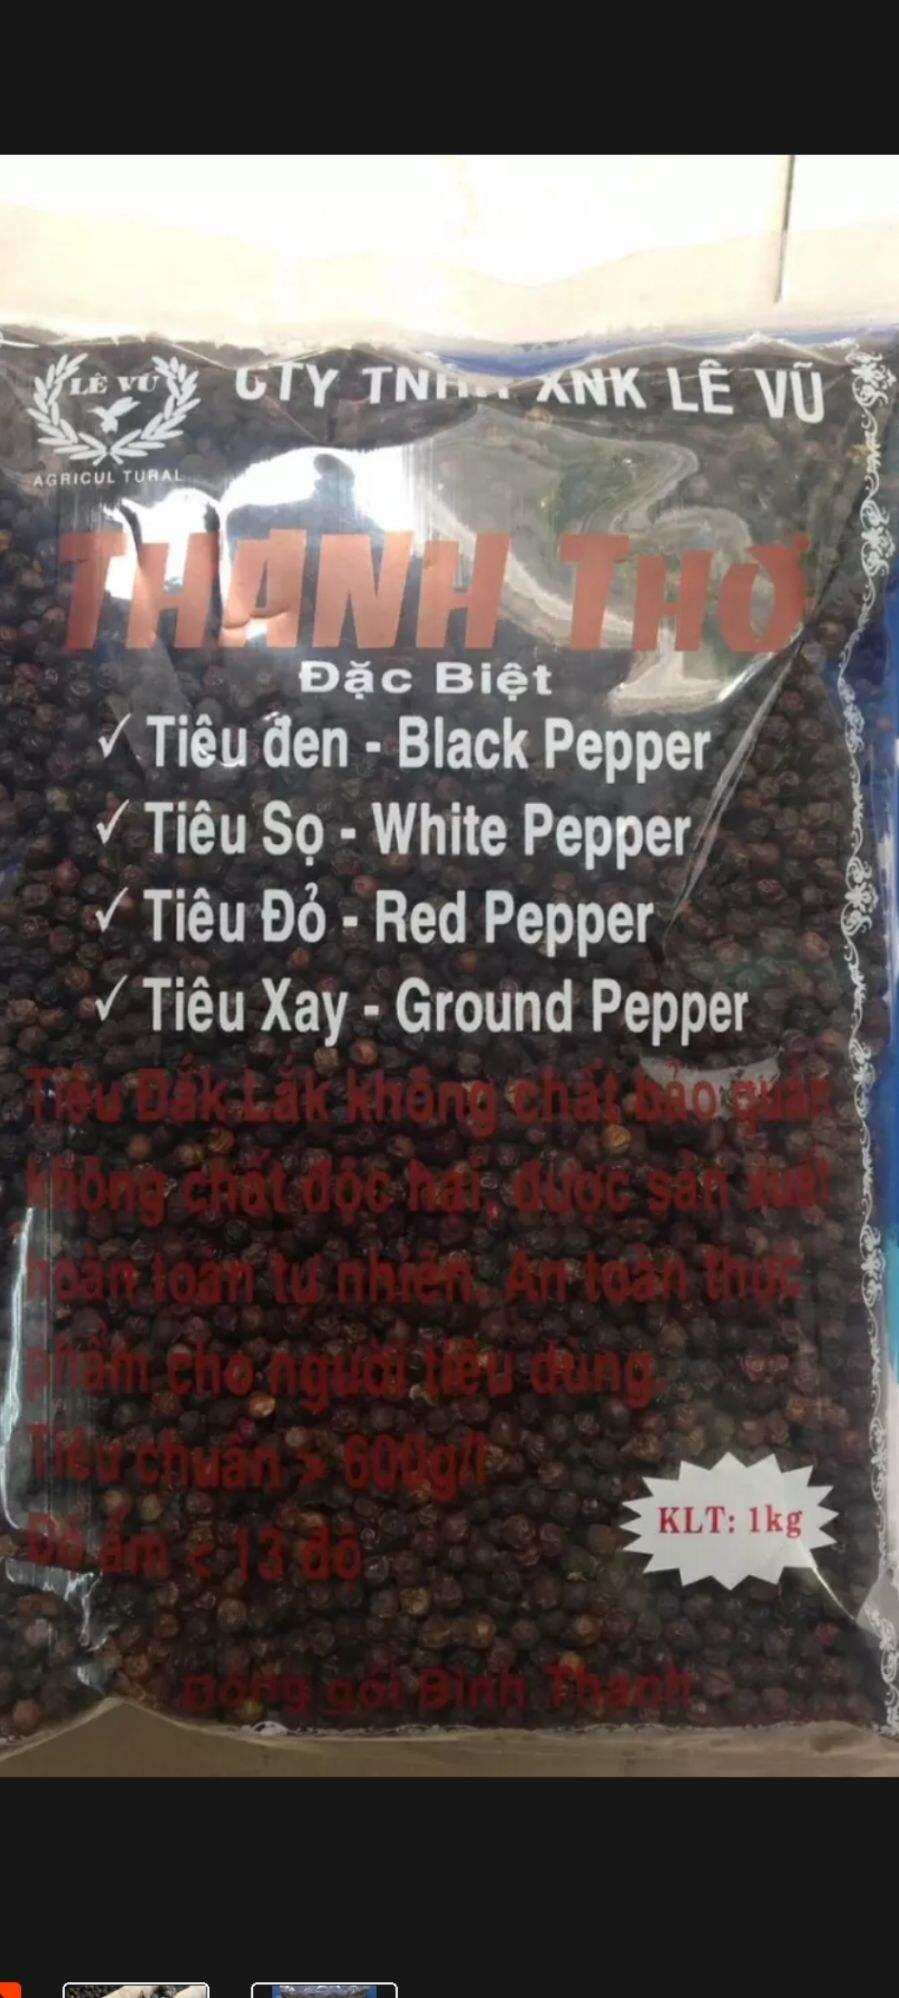 LÊ VŨ
AGRICUL TURAL
CTY TNHH XNK LÊ VŨ
THANH THƠ
Đặc Biệt
✓ Tiêu đen - Black Pepper
✓ Tiêu Sọ - White Pepper
✓ Tiêu Đỏ - Red Pepper
✓ Tiêu Xay - Ground Pepper
Tiêu Đắk Lắk không chất bảo quản
không chất độc hại, được sản xuất
hoàn toàn tự nhiên. An toàn thực
phẩm cho người tiêu dùng.
Tiêu chuẩn > 600g/l
Độ ẩm < 13 độ
KLT: 1kg
Đóng gói Bình Thạnh